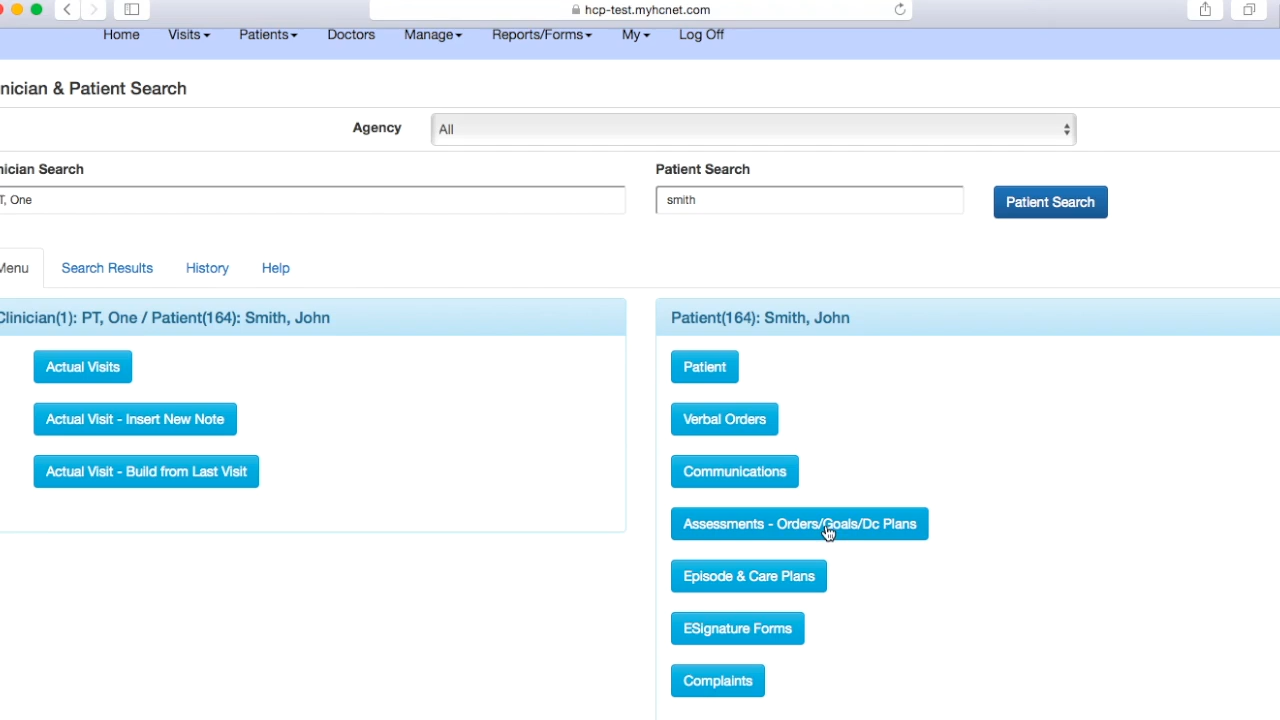 hcp-test.myhcnet.com
Home Visits Patients Doctors Manage Reports/Forms My Log Off
nician & Patient Search
Agency All
nician Search Patient Search
T, One smith Patient Search
Menu Search Results History Help
Clinician(1): PT, One / Patient(164): Smith, John
Actual Visits
Actual Visit - Insert New Note
Actual Visit - Build from Last Visit
Patient(164): Smith, John
Patient
Verbal Orders
Communications
Assessments - Orders/Goals/Dc Plans
Episode & Care Plans
ESignature Forms
Complaints